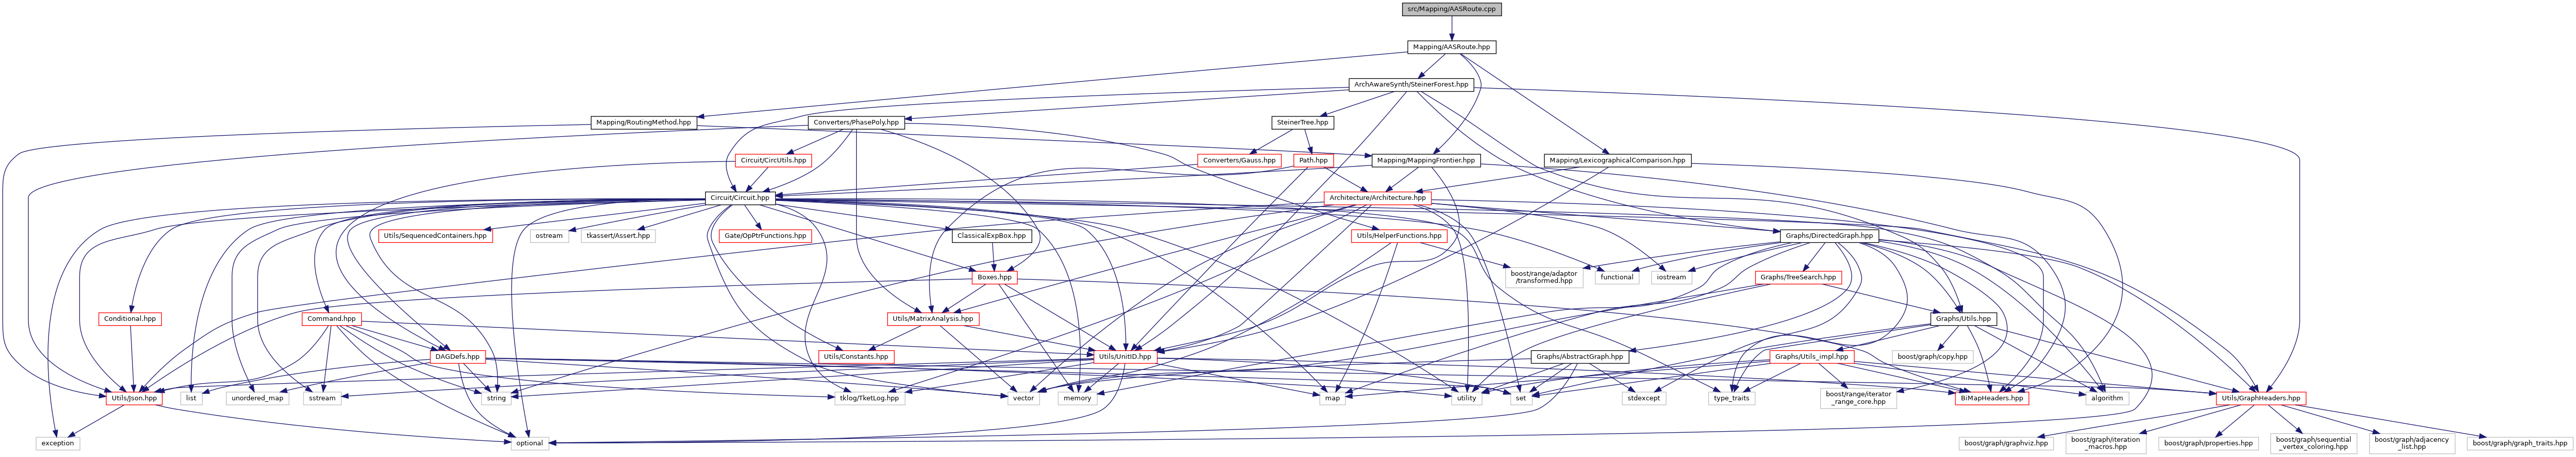 src/Mapping/AASRoute.cpp
Mapping/AASRoute.hpp
ArchAwareSynth/SteinerForest.hpp
Mapping/RoutingMethod.hpp
Converters/PhasePoly.hpp
SteinerTree.hpp
Circuit/CircUtils.hpp
Converters/Gauss.hpp
Path.hpp
Mapping/MappingFrontier.hpp
Mapping/LexicographicalComparison.hpp
Circuit/Circuit.hpp
Architecture/Architecture.hpp
Utils/SequencedContainers.hpp
ostream
tkassert/Assert.hpp
Gate/OpPtrFunctions.hpp
ClassicalExpBox.hpp
Utils/HelperFunctions.hpp
Graphs/DirectedGraph.hpp
Boxes.hpp
boost/range/adaptor
/transformed.hpp
functional
iostream
Graphs/TreeSearch.hpp
Conditional.hpp
Command.hpp
Utils/MatrixAnalysis.hpp
Graphs/Utils.hpp
DAGDefs.hpp
Utils/Constants.hpp
Utils/UnitID.hpp
Graphs/AbstractGraph.hpp
Graphs/Utils_impl.hpp
boost/graph/copy.hpp
Utils/Json.hpp
list
unordered_map
sstream
string
tklog/TketLog.hpp
vector
memory
map
utility
set
stdexcept
type_traits
boost/range/iterator
_range_core.hpp
BiMapHeaders.hpp
algorithm
Utils/GraphHeaders.hpp
exception
optional
boost/graph/graphviz.hpp
boost/graph/iteration
_macros.hpp
boost/graph/properties.hpp
boost/graph/sequential
_vertex_coloring.hpp
boost/graph/adjacency
_list.hpp
boost/graph/graph_traits.hpp